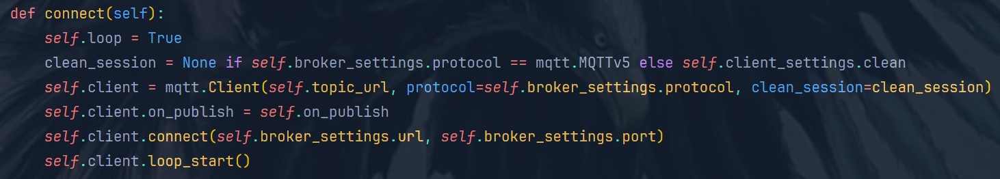 def connect(self):
    self.loop = True
    clean_session = None if self.broker_settings.protocol == mqtt.MQTTv5 else self.client_settings.clean
    self.client = mqtt.Client(self.topic_url, protocol=self.broker_settings.protocol, clean_session=clean_session)
    self.client.on_publish = self.on_publish
    self.client.connect(self.broker_settings.url, self.broker_settings.port)
    self.client.loop_start()